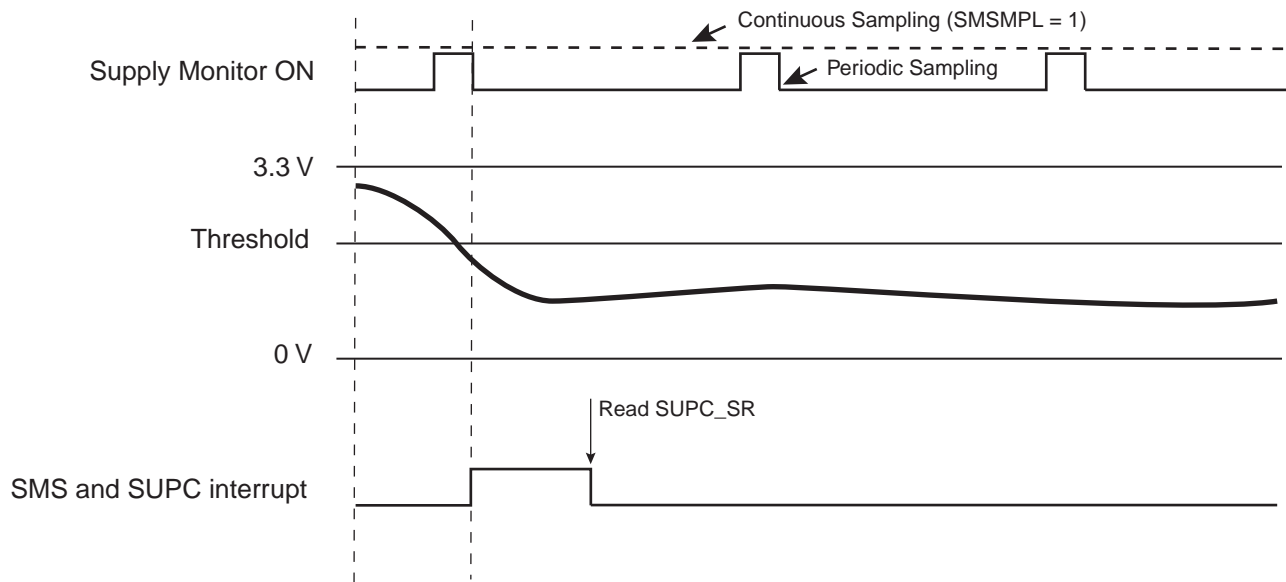 Continuous Sampling (SMSMPL = 1)
Supply Monitor ON
Periodic Sampling
3.3 V
Threshold
0 V
Read SUPC_SR
SMS and SUPC interrupt